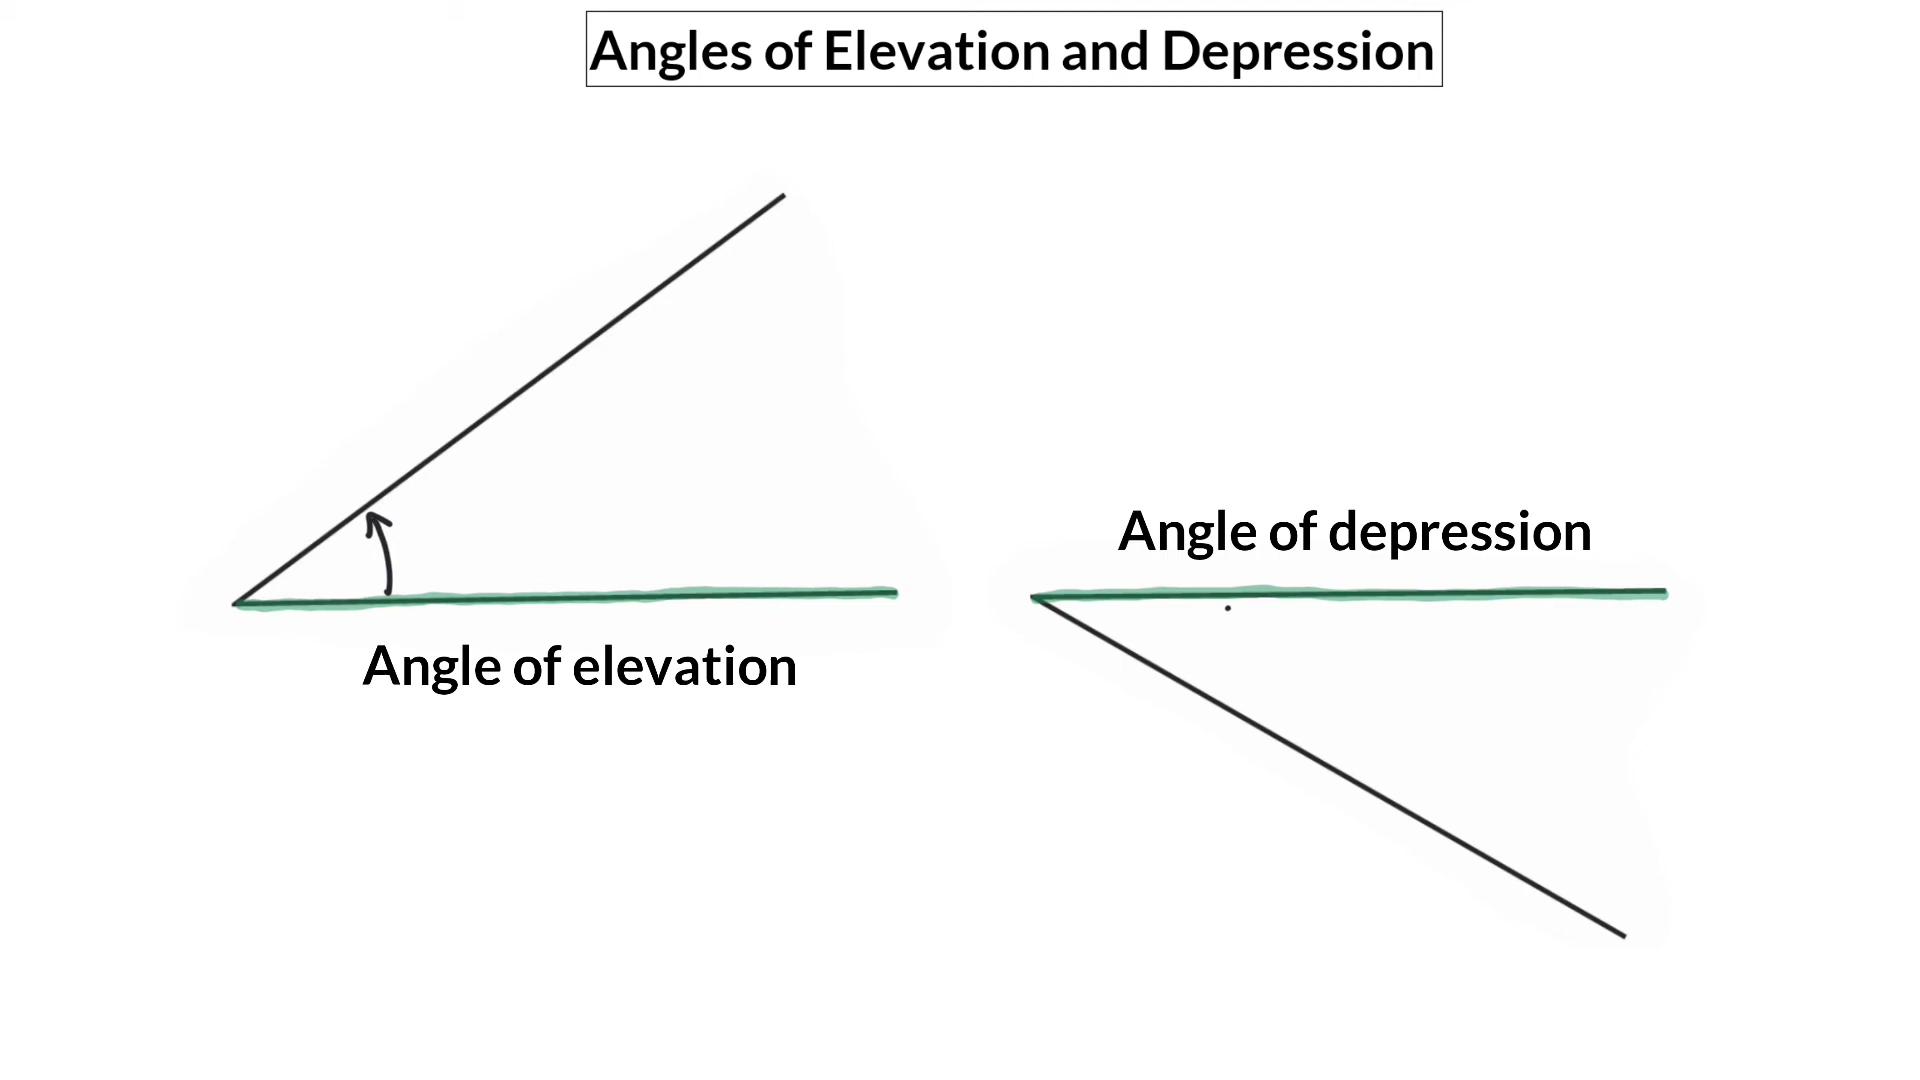 Angles of Elevation and Depression
Angle of depression
Angle of elevation